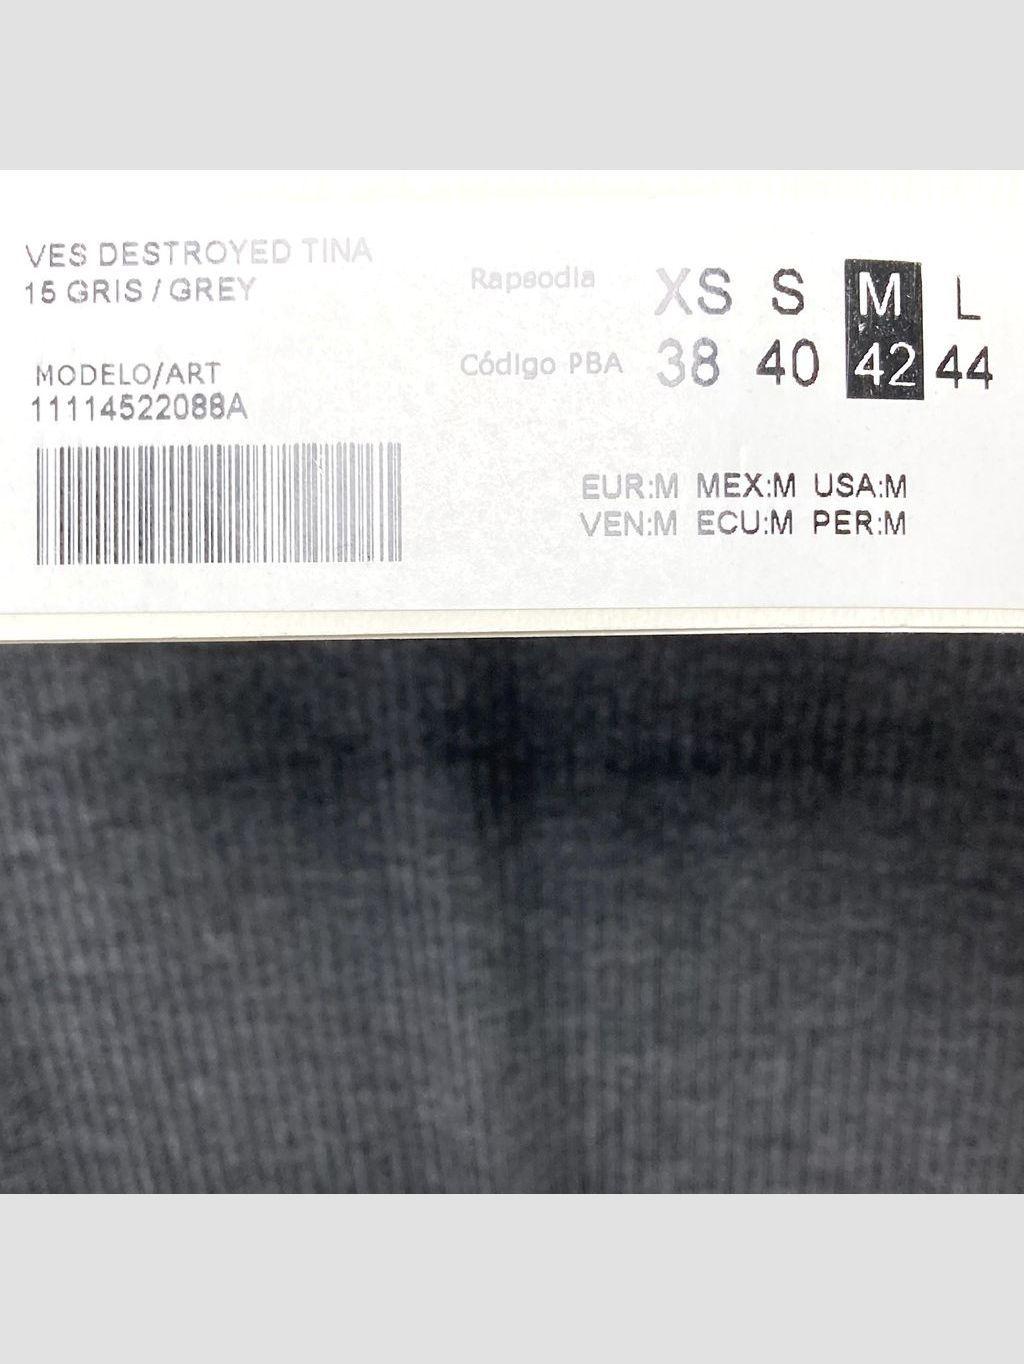 VES DESTROYED TINA
15 GRIS / GREY
MODELO/ART
11114522088A
Rapsodia XS S M L
Código PBA 38 40 42 44
EUR:M MEX:M USA:M
VEN:M ECU:M PER:M